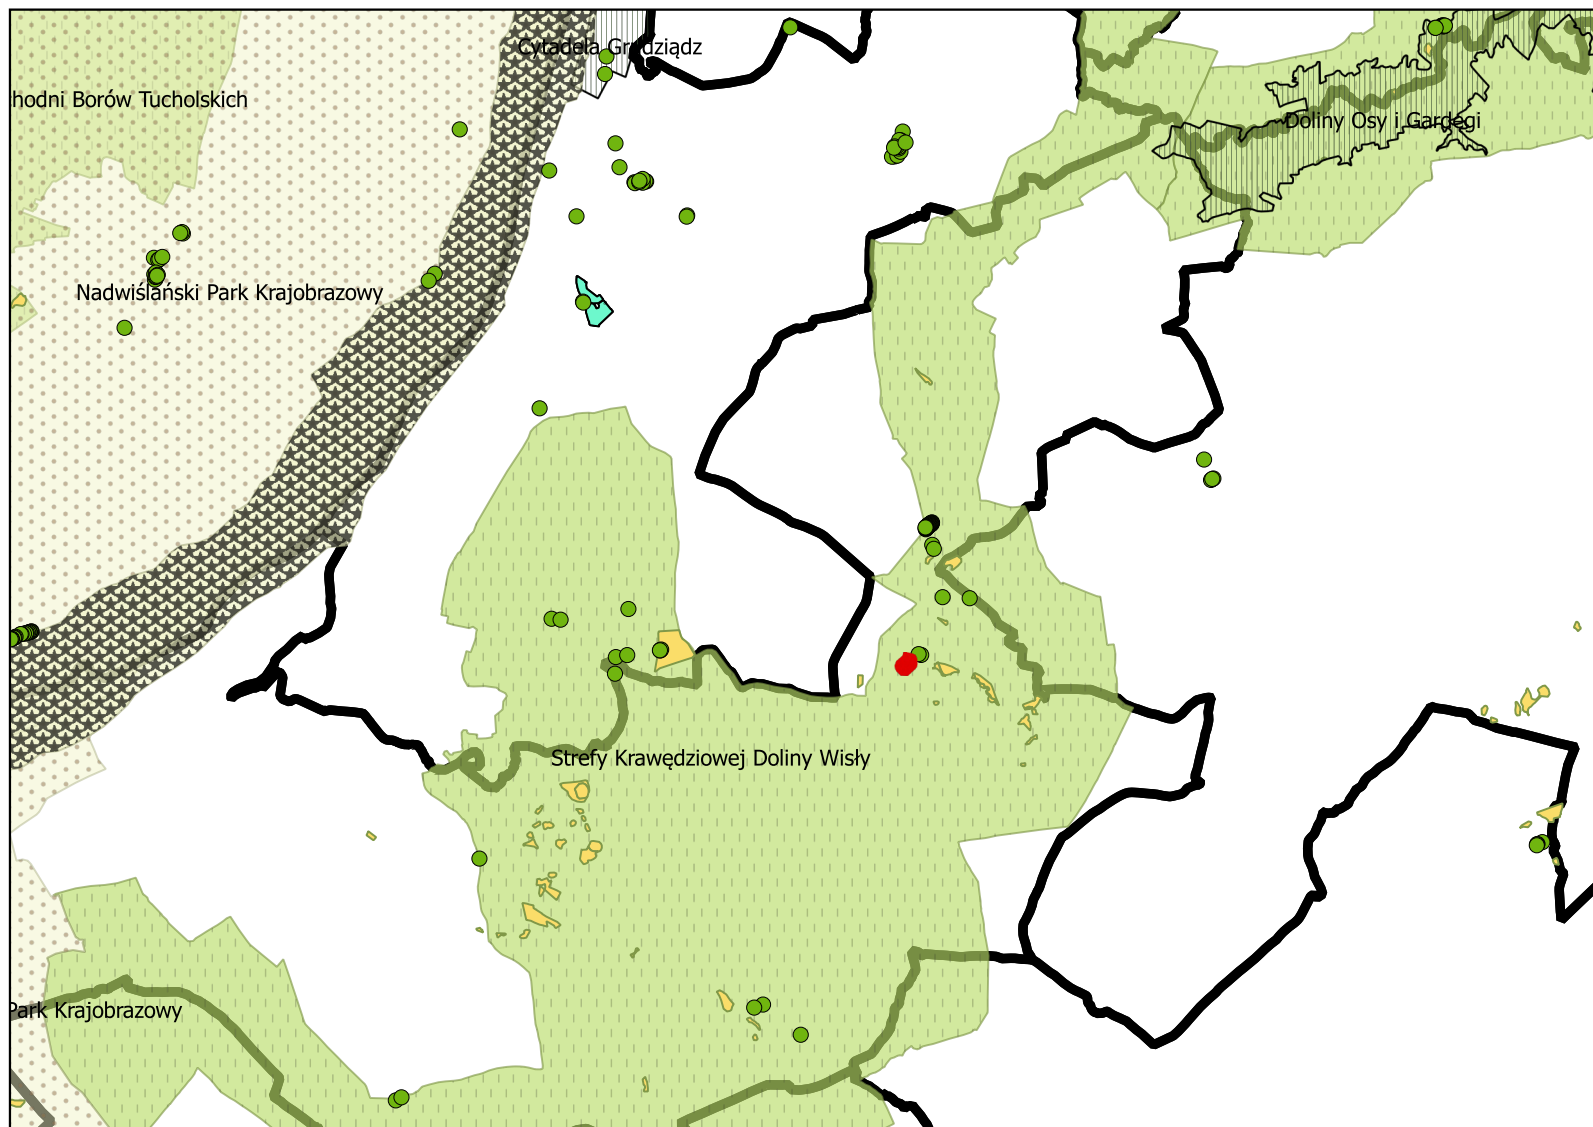 Cytadela Grudziądz
hodni Borów Tucholskich
Doliny Osy i Gardęgi
Nadwiślański Park Krajobrazowy
Strefy Krawędziowej Doliny Wisły
Park Krajobrazowy